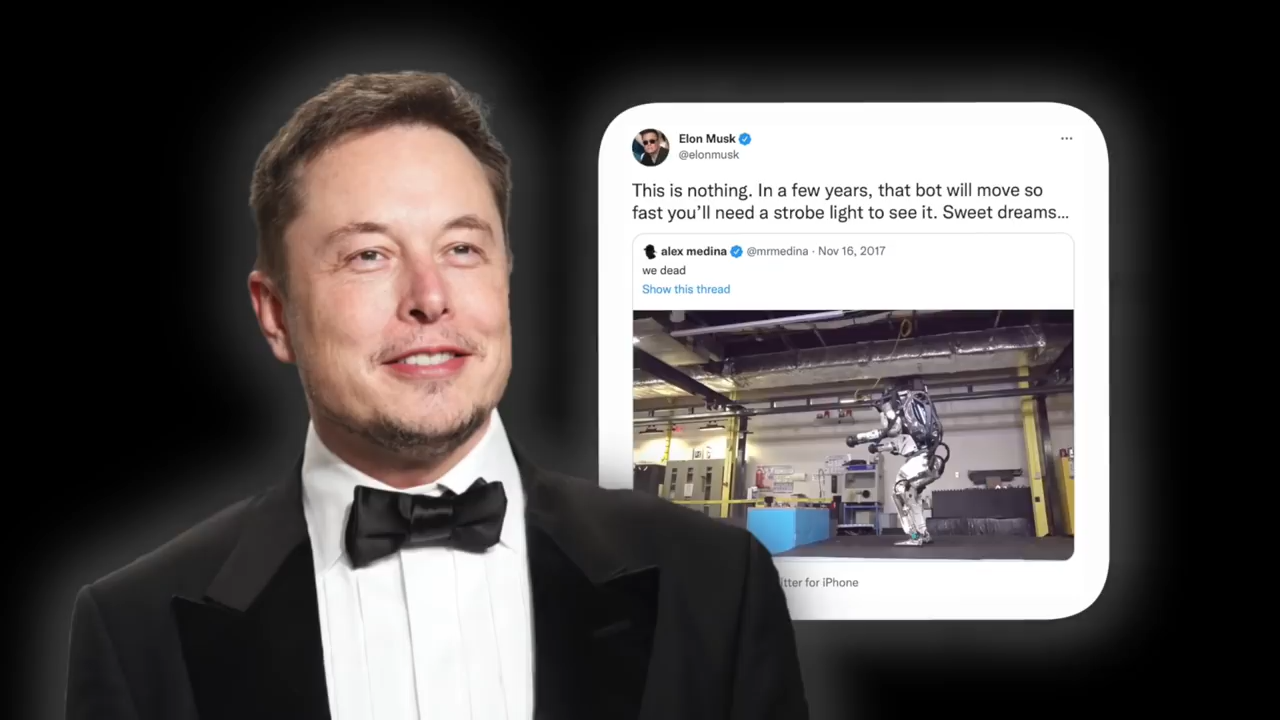 Elon Musk
@elonmusk
This is nothing. In a few years, that bot will move so
fast you’ll need a strobe light to see it. Sweet dreams…
alex medina @mrmedina · Nov 16, 2017
we dead
Show this thread
for iPhone